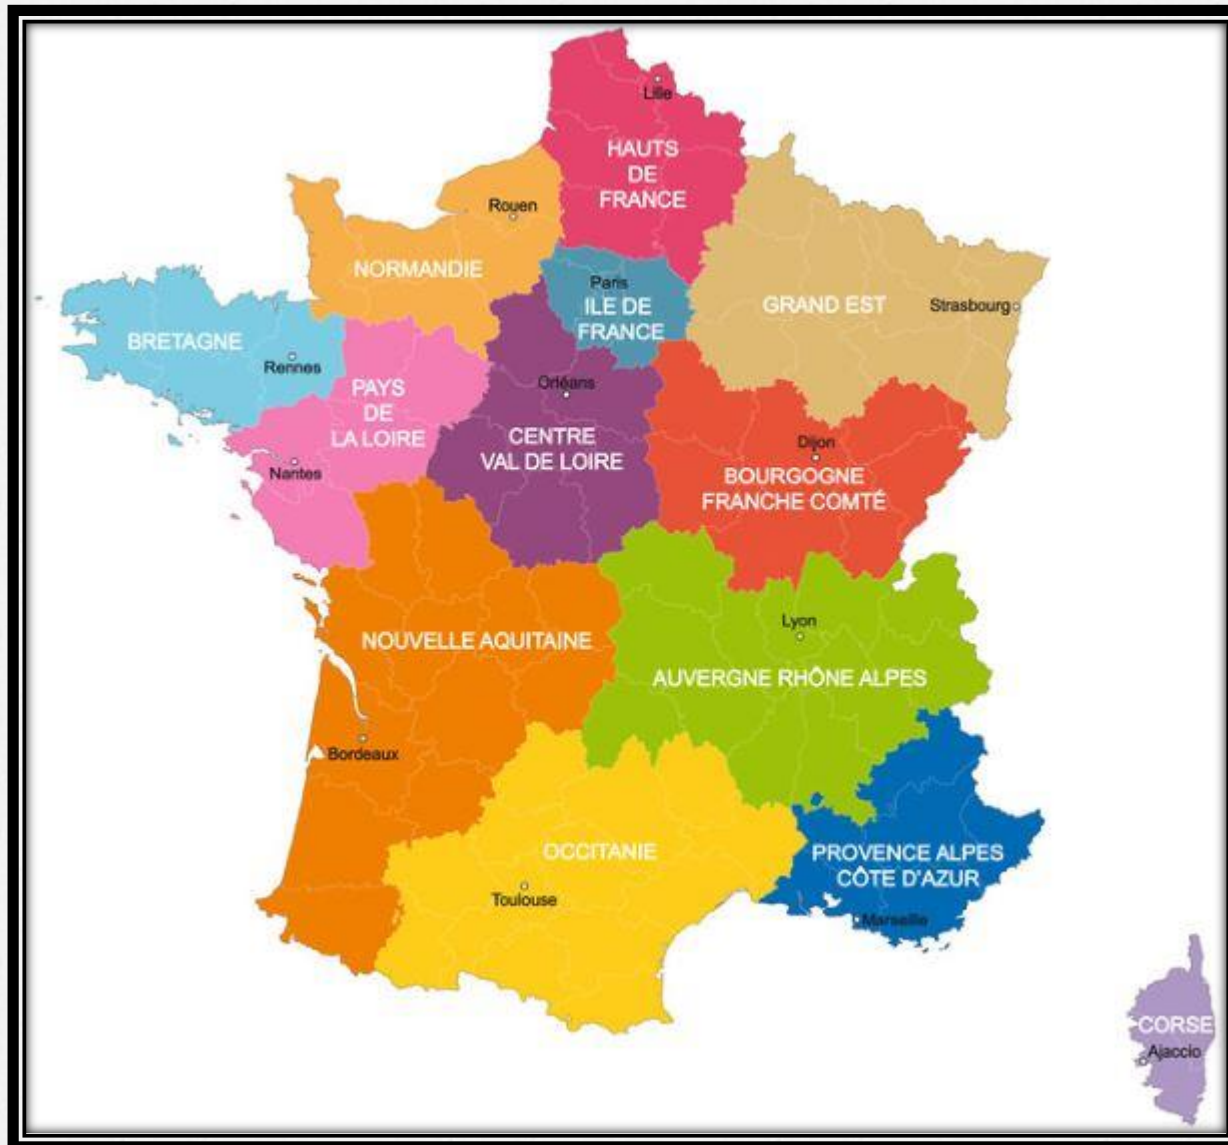 Lille
HAUTS
DE
FRANCE
Rouen
NORMANDIE
Paris
ILE DE
FRANCE
GRAND EST
Strasbourg
BRETAGNE
Rennes
PAYS
DE
LA LOIRE
Nantes
Orléans
CENTRE
VAL DE LOIRE
Dijon
BOURGOGNE
FRANCHE COMTÉ
NOUVELLE AQUITAINE
Bordeaux
Lyon
AUVERGNE RHÔNE ALPES
OCCITANIE
Toulouse
PROVENCE ALPES
CÔTE D'AZUR
Marseille
CORSE
Ajaccio